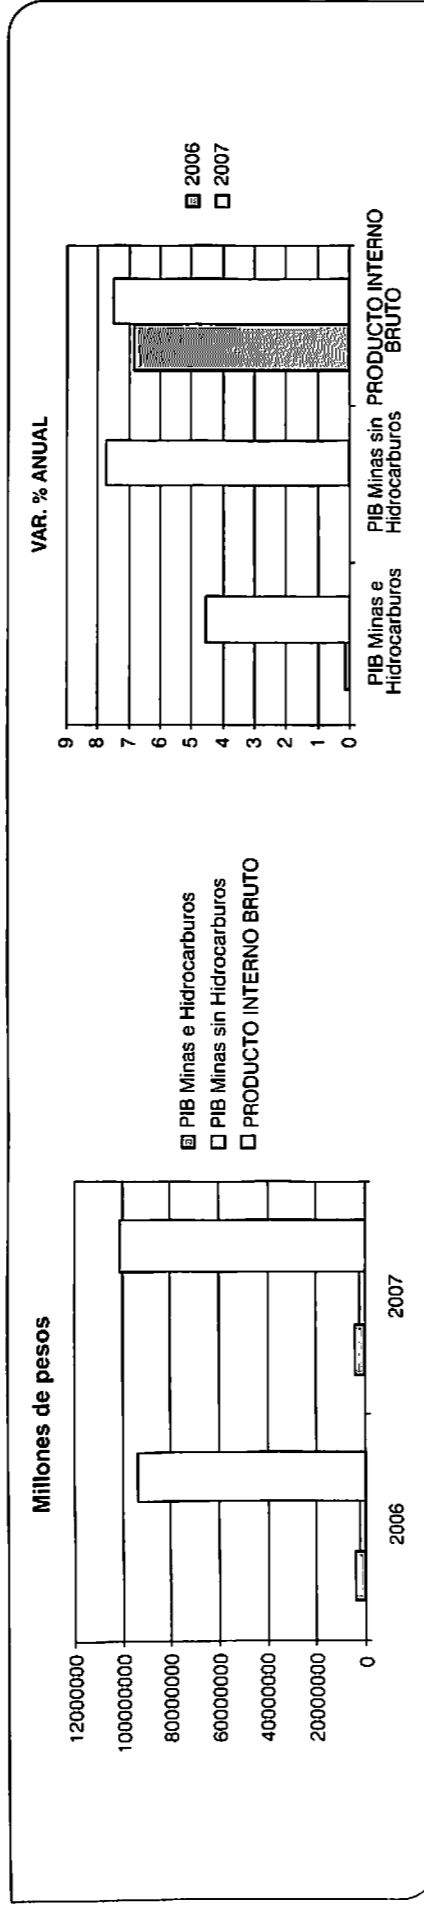 Millones de pesos
12000000
100000000
80000000
60000000
40000000
20000000
0
2006
2007
PIB Minas e Hidrocarburos
PIB Minas sin Hidrocarburos
PRODUCTO INTERNO BRUTO
VAR. % ANUAL
9
8
7
6
5
4
3
2
1
0
PIB Minas e
Hidrocarburos
PIB Minas sin
Hidrocarburos
PRODUCTO INTERNO
BRUTO
2006
2007